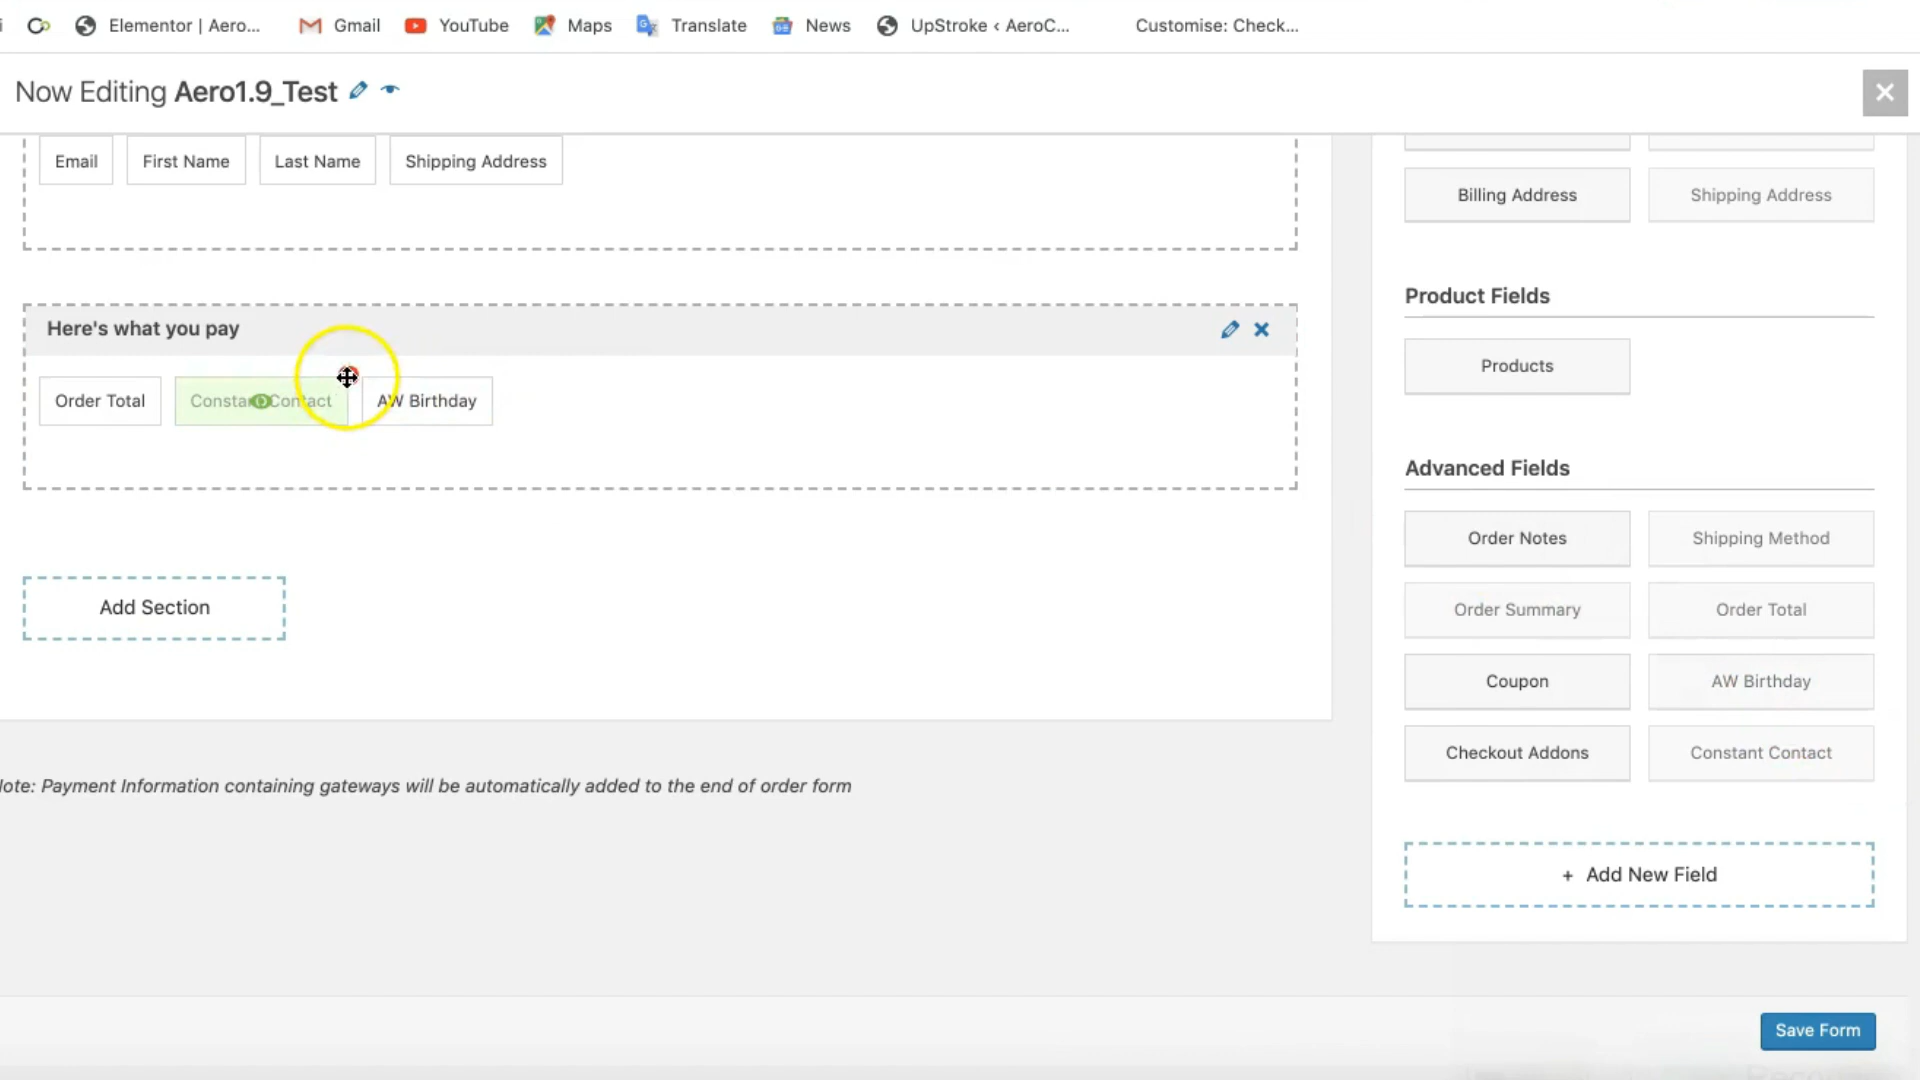 Elementor | Aero... Gmail YouTube Maps Translate News UpStroke ‹ AeroC... Customise: Check...
Now Editing Aero1.9_Test
Email First Name Last Name Shipping Address
Billing Address Shipping Address
Product Fields
Here's what you pay
Products
Order Total Constant Contact AW Birthday
Advanced Fields
Order Notes Shipping Method
Add Section
Order Summary Order Total
Coupon AW Birthday
Checkout Addons Constant Contact
Note: Payment Information containing gateways will be automatically added to the end of order form
+ Add New Field
Save Form